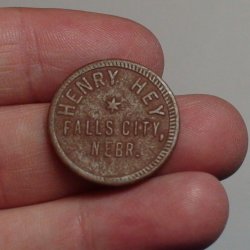 HENRY HEY,
FALLS CITY,
NEBR.